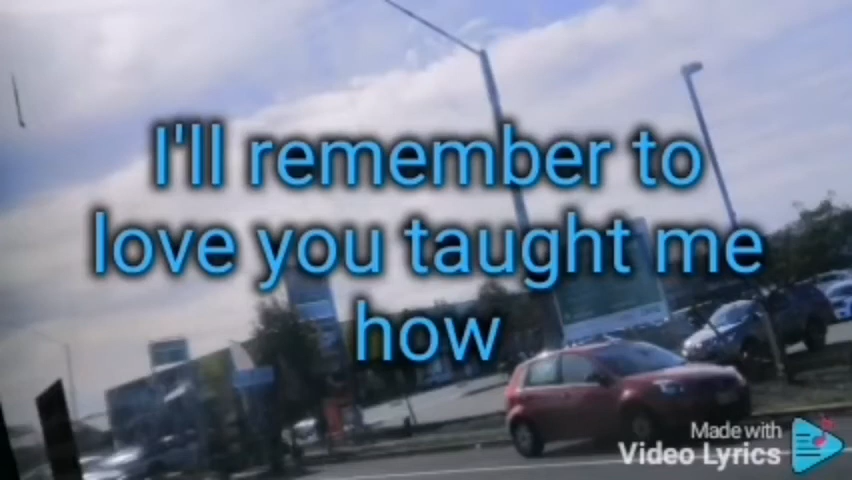 I'll remember to
love you taught me
how
Made with
Video Lyrics